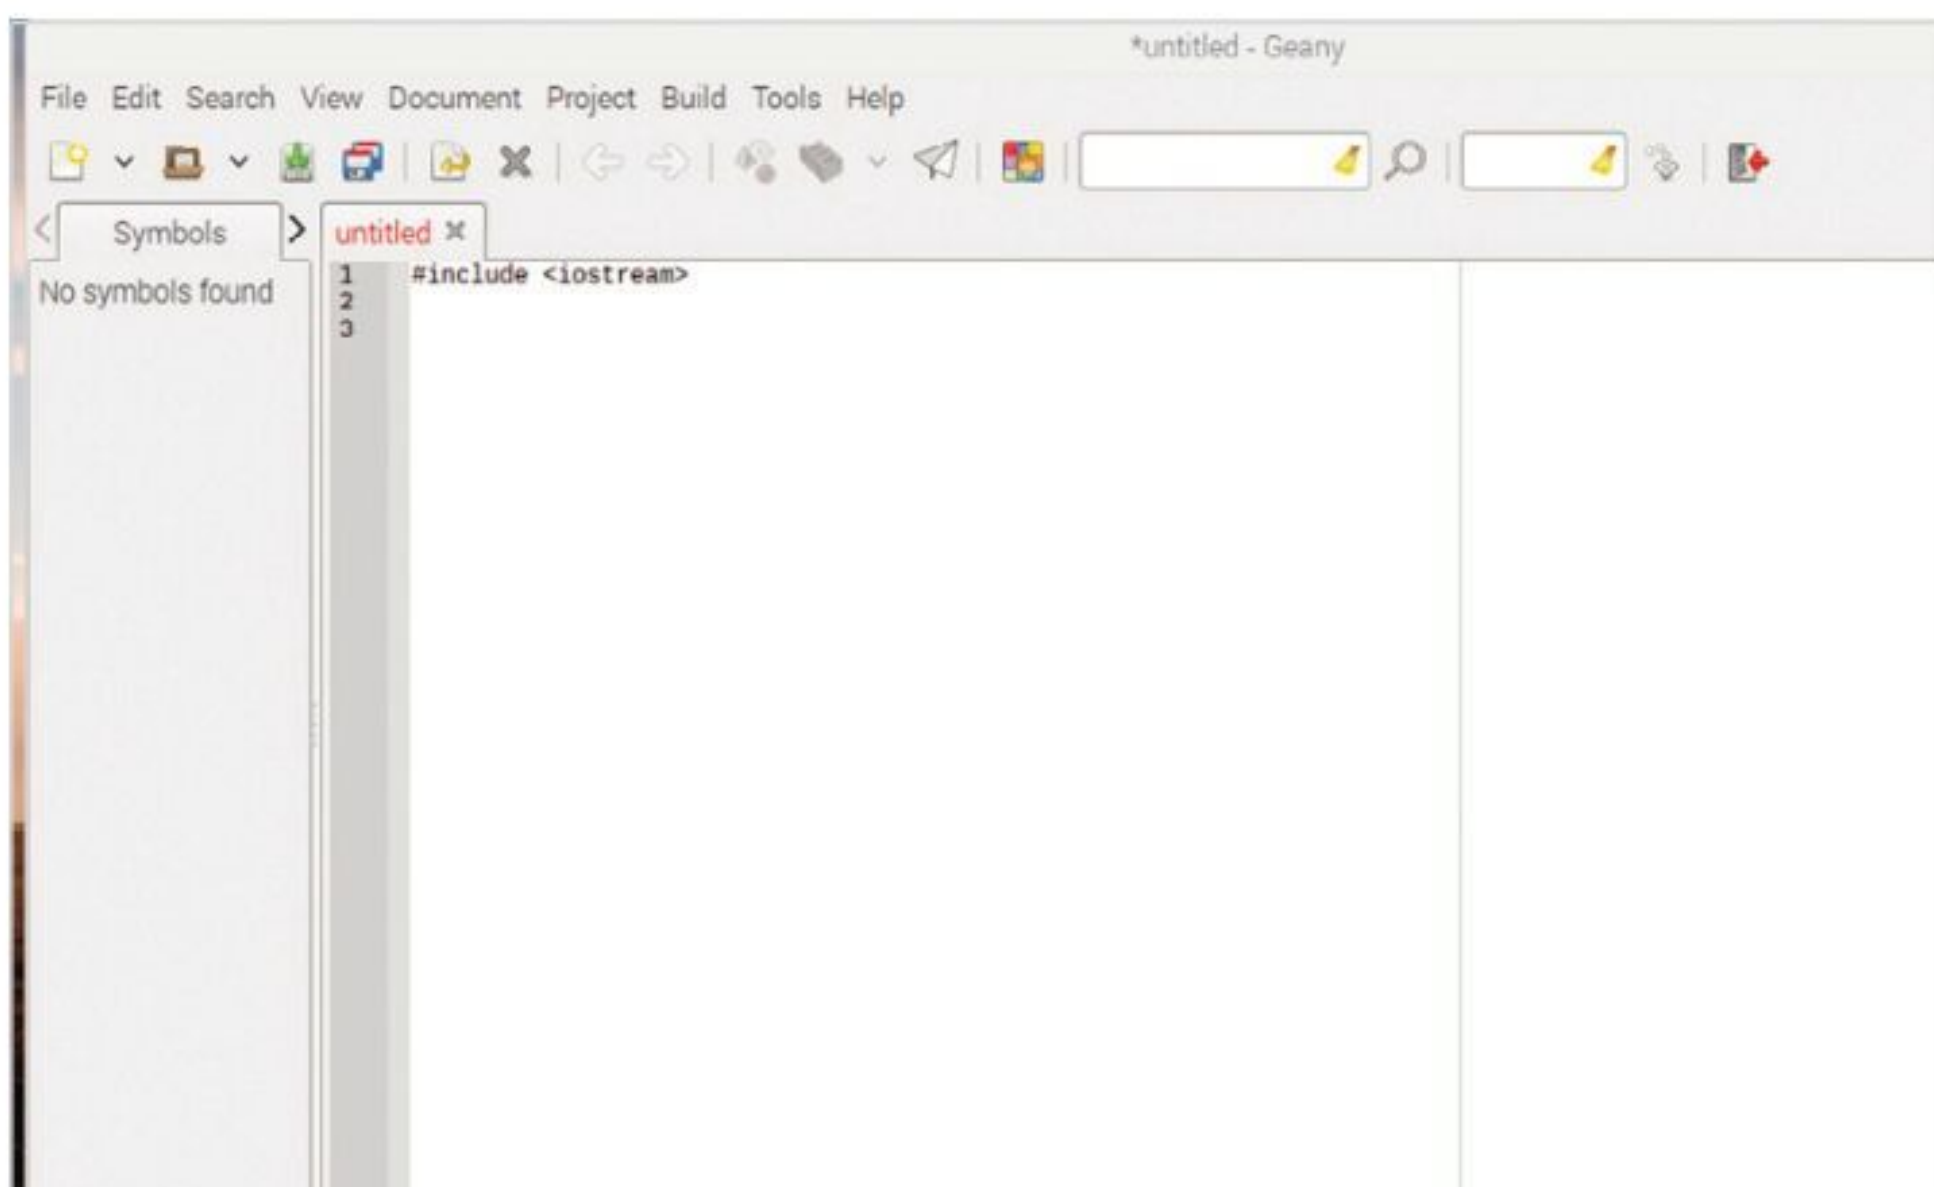 *untitled - Geany
File Edit Search View Document Project Build Tools Help
Symbols
untitled
No symbols found
1 #include <iostream>
2
3